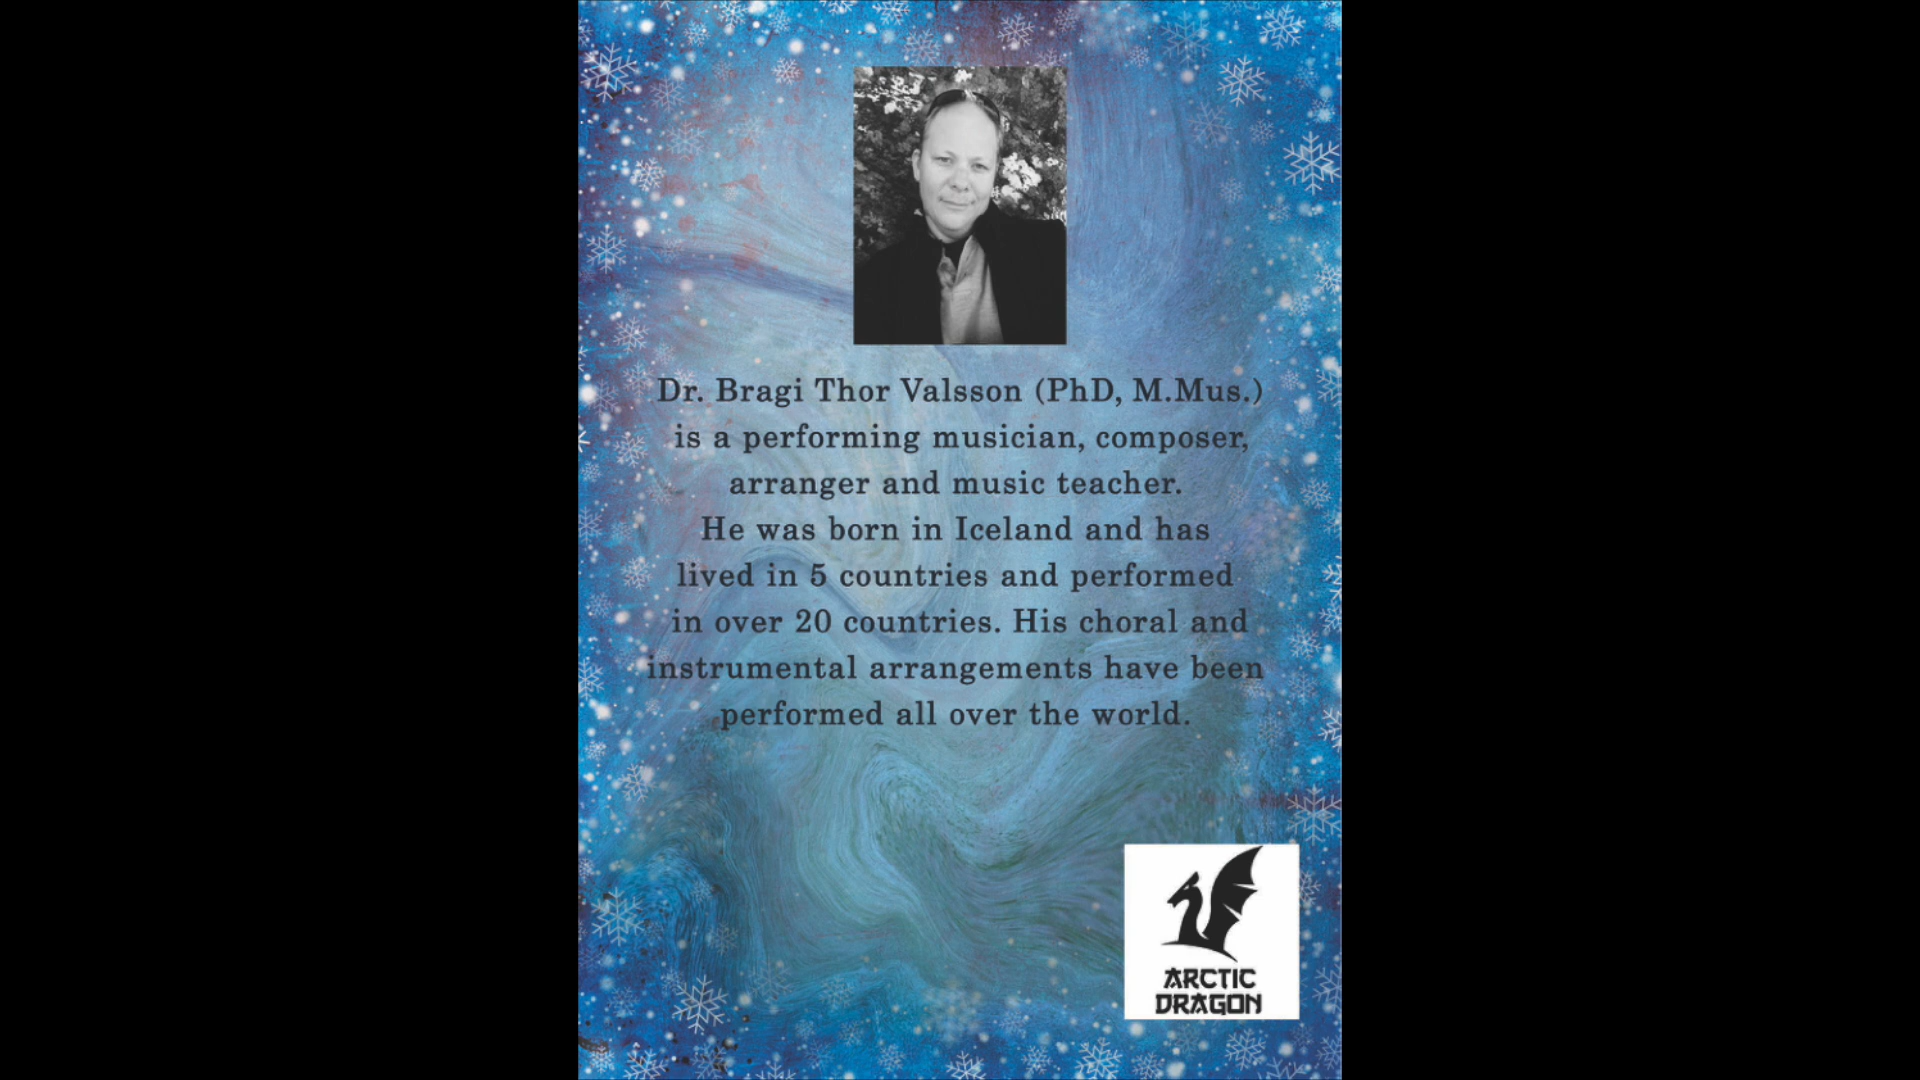 Dr. Bragi Thor Valsson (PhD, M.Mus.)
is a performing musician, composer,
arranger and music teacher.
He was born in Iceland and has
lived in 5 countries and performed
in over 20 countries. His choral and
instrumental arrangements have been
performed all over the world.
ARCTIC
DRAGON